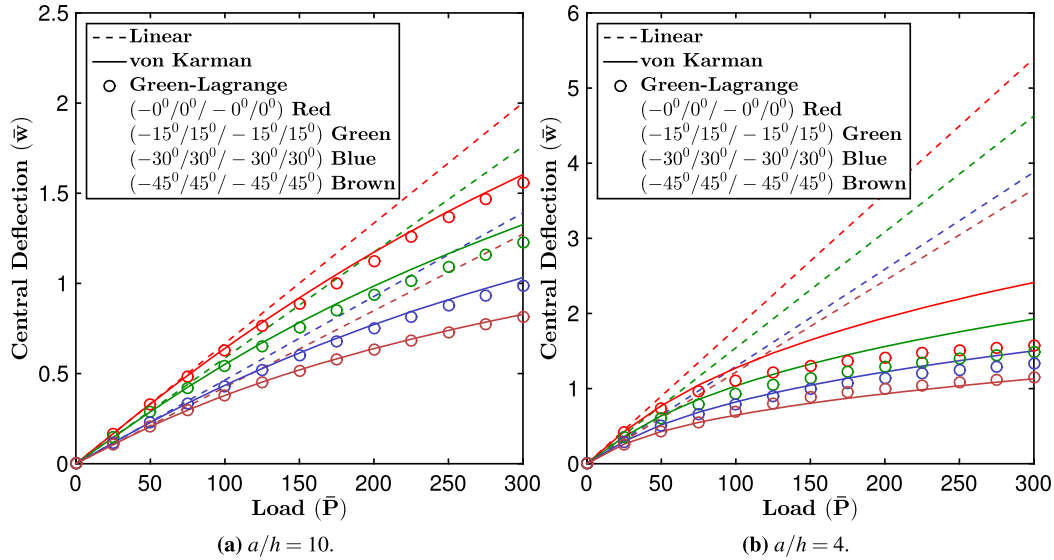 2.5
2
1.5
1
0.5
0
Central Deflection (w̄)
Linear
von Karman
Green-Lagrange
(−0⁰/0⁰/ − 0⁰/0⁰) Red
(−15⁰/15⁰/ − 15⁰/15⁰) Green
(−30⁰/30⁰/ − 30⁰/30⁰) Blue
(−45⁰/45⁰/ − 45⁰/45⁰) Brown
0 50 100 150 200 250 300
Load (P̄)
(a) a/h = 10.
6
5
4
3
2
1
0
Central Deflection (w̄)
Linear
von Karman
Green-Lagrange
(−0⁰/0⁰/ − 0⁰/0⁰) Red
(−15⁰/15⁰/ − 15⁰/15⁰) Green
(−30⁰/30⁰/ − 30⁰/30⁰) Blue
(−45⁰/45⁰/ − 45⁰/45⁰) Brown
0 50 100 150 200 250 300
Load (P̄)
(b) a/h = 4.